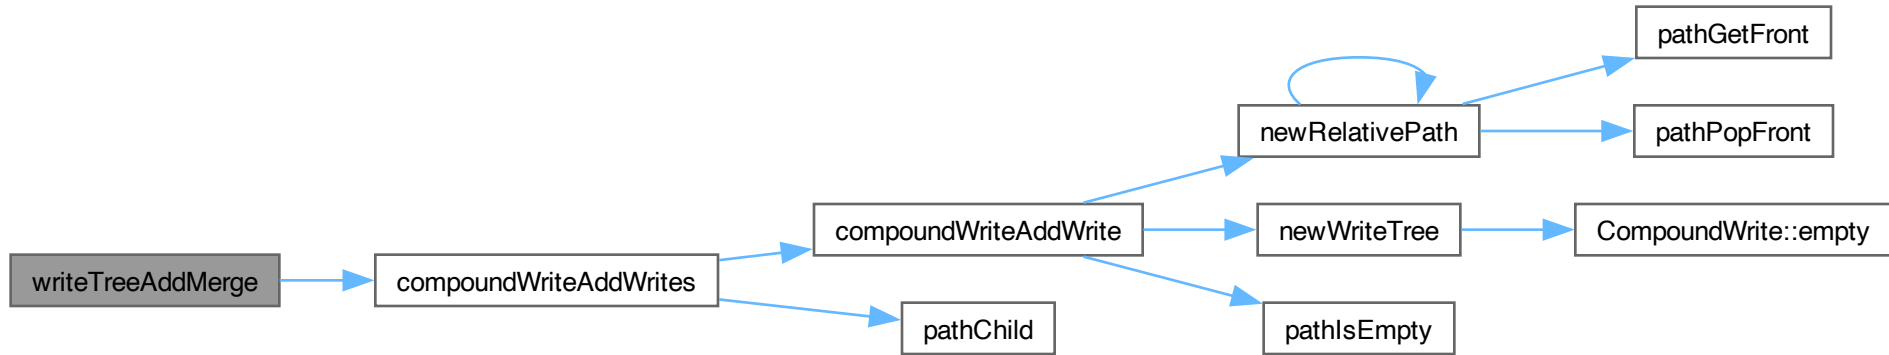 pathGetFront
newRelativePath
pathPopFront
compoundWriteAddWrite
newWriteTree
CompoundWrite::empty
writeTreeAddMerge
compoundWriteAddWrites
pathChild
pathIsEmpty